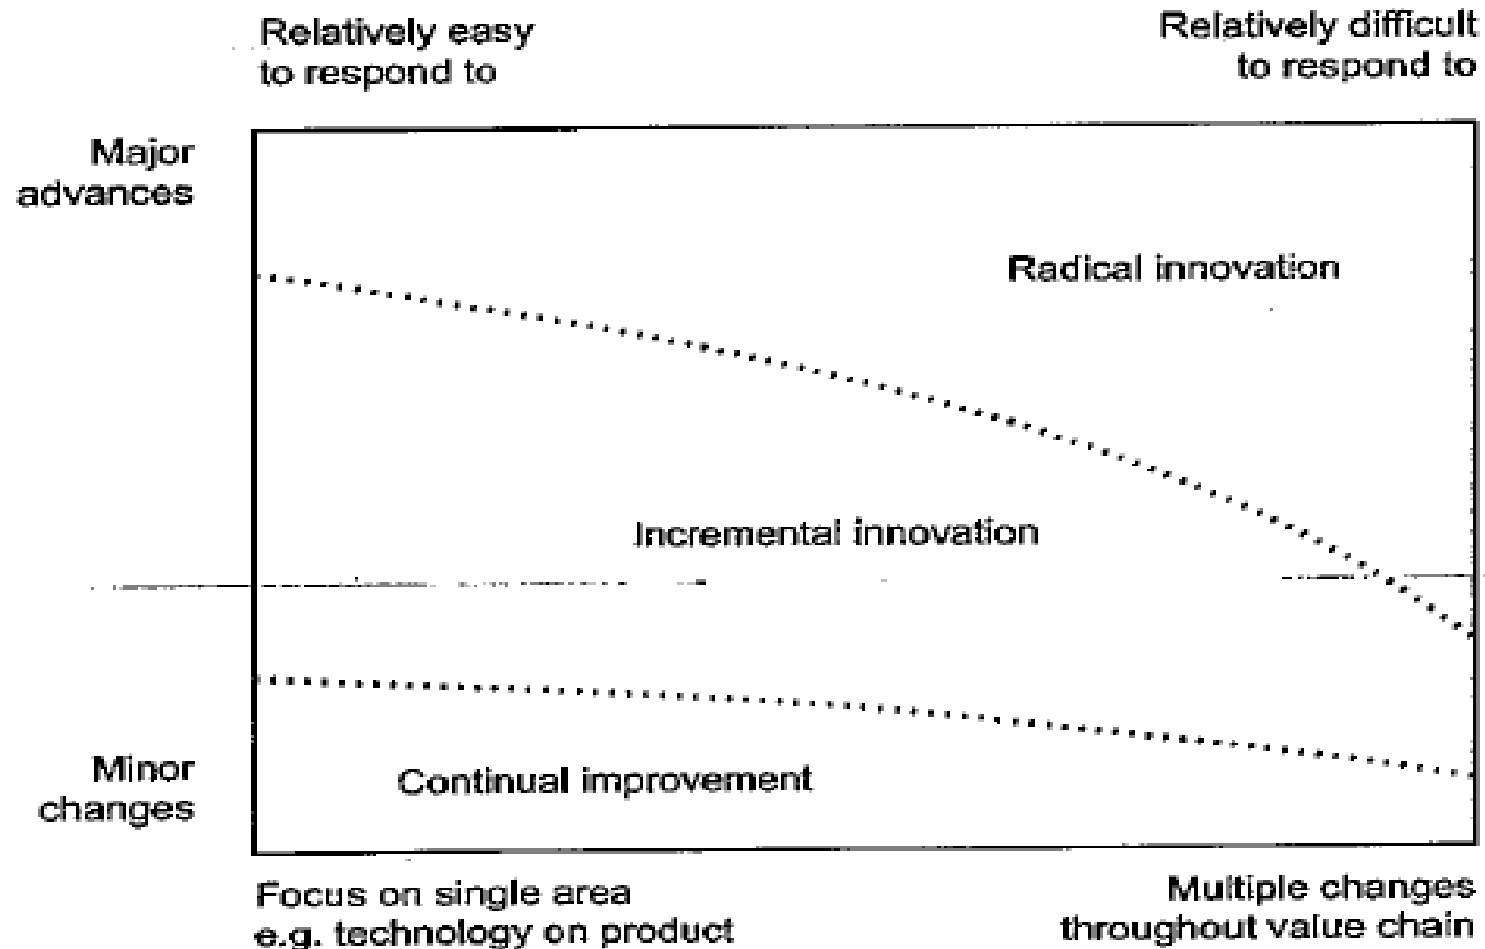 Relatively easy
to respond to
Relatively difficult
to respond to
Major
advances
Radical innovation
Incremental innovation
Minor
changes
Continual improvement
Focus on single area
e.g. technology on product
Multiple changes
throughout value chain